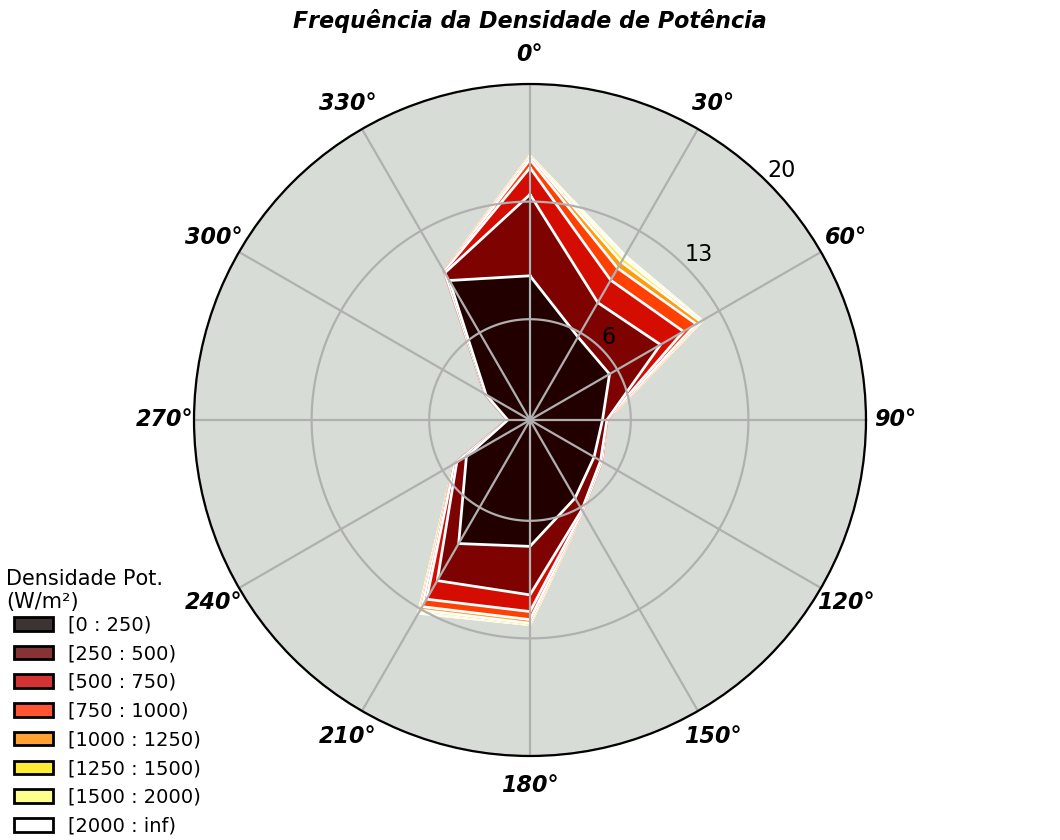 Frequência da Densidade de Potência
0°
330°
30°
20
300°
60°
13
6
270°
90°
240°
120°
210°
150°
180°
Densidade Pot.
(W/m²)
[0 : 250)
[250 : 500)
[500 : 750)
[750 : 1000)
[1000 : 1250)
[1250 : 1500)
[1500 : 2000)
[2000 : inf)